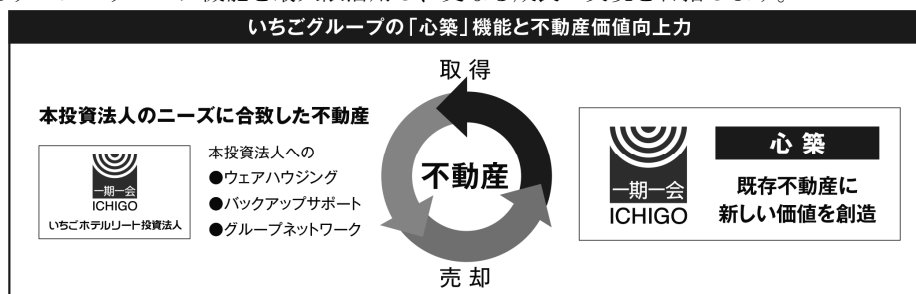 いちごグループの「心築」機能と不動産価値向上力
取得
本投資法人のニーズに合致した不動産
一期一会
ICHIGO
いちごホテルリート投資法人
本投資法人への
●ウェアハウジング
●バックアップサポート
●グループネットワーク
不動産
売却
一期一会
ICHIGO
心築
既存不動産に
新しい価値を創造